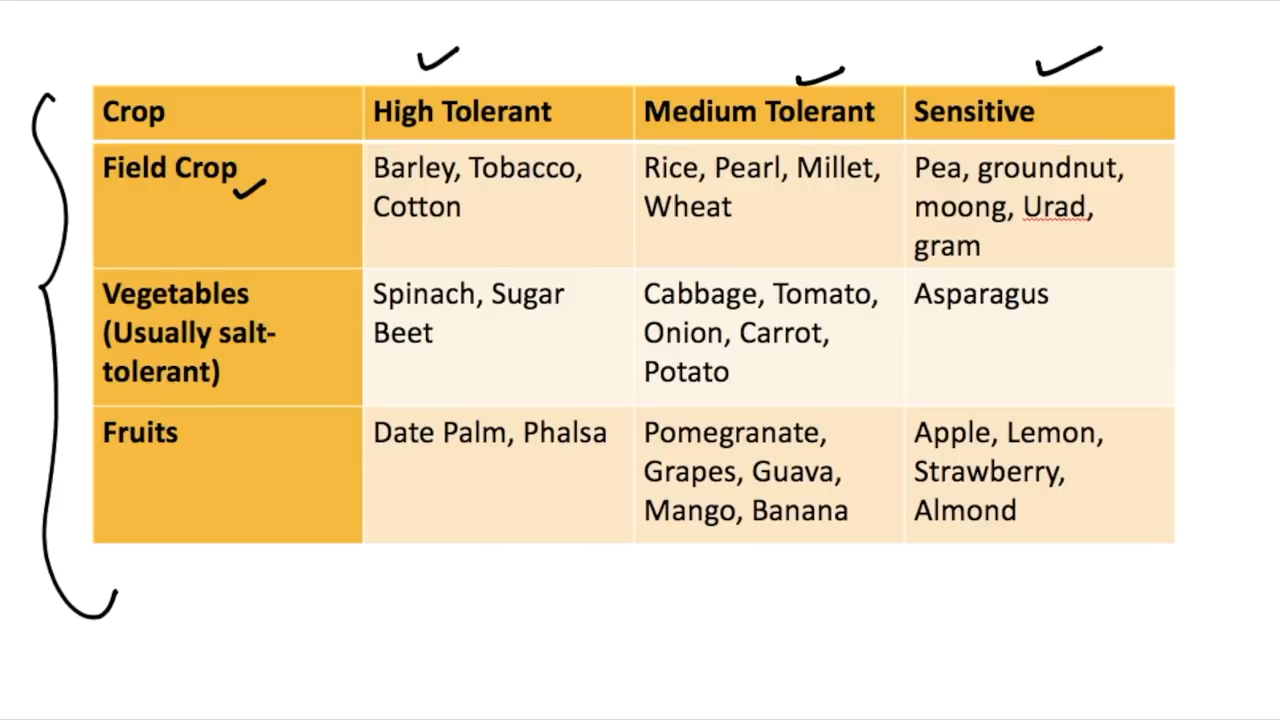 Crop High Tolerant Medium Tolerant Sensitive
Field Crop
Barley, Tobacco,
Cotton
Rice, Pearl, Millet,
Wheat
Pea, groundnut,
moong, Urad,
gram
Vegetables
(Usually salt-
tolerant)
Spinach, Sugar
Beet
Cabbage, Tomato,
Onion, Carrot,
Potato
Asparagus
Fruits
Date Palm, Phalsa
Pomegranate,
Grapes, Guava,
Mango, Banana
Apple, Lemon,
Strawberry,
Almond